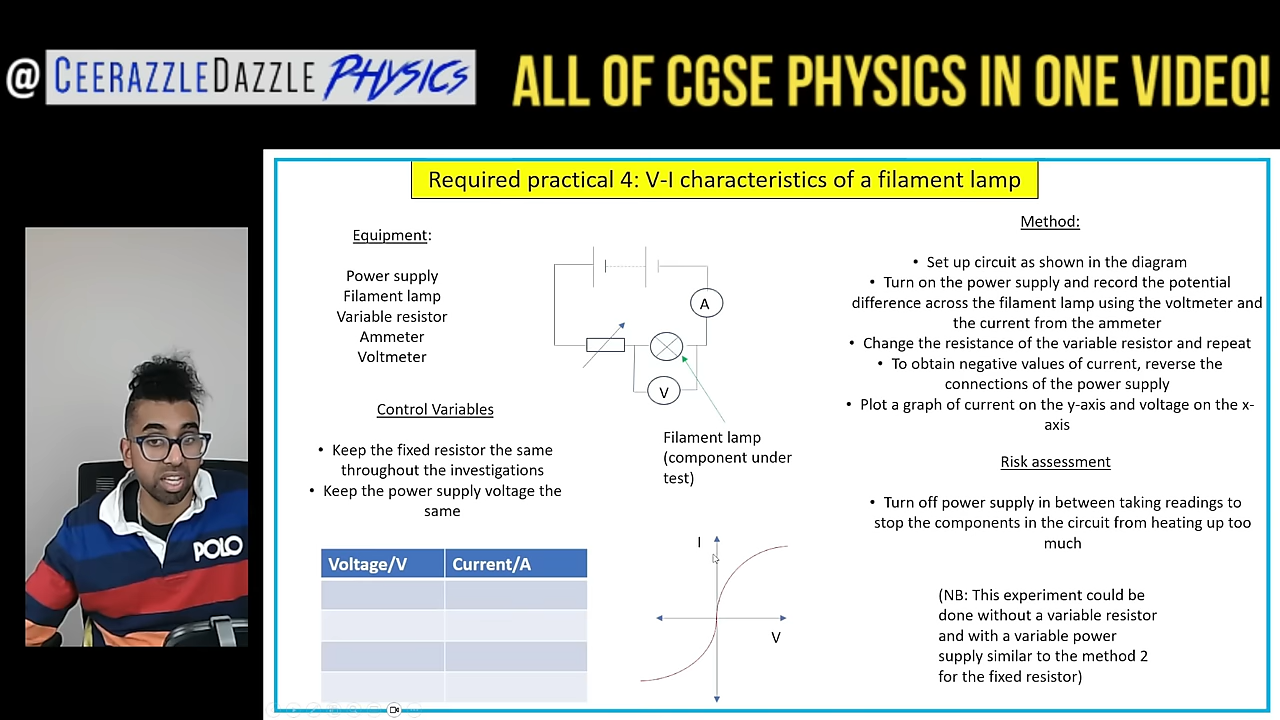 @ CEERAZZLEDAZZLE PHYSICS
ALL OF CGSE PHYSICS IN ONE VIDEO!
Required practical 4: V-I characteristics of a filament lamp
Equipment:
Power supply
Filament lamp
Variable resistor
Ammeter
Voltmeter
Control Variables
• Keep the fixed resistor the same
throughout the investigations
• Keep the power supply voltage the
same
Voltage/V Current/A
A
V
Filament lamp
(component under
test)
I
V
Method:
• Set up circuit as shown in the diagram
• Turn on the power supply and record the potential
difference across the filament lamp using the voltmeter and
the current from the ammeter
• Change the resistance of the variable resistor and repeat
• To obtain negative values of current, reverse the
connections of the power supply
• Plot a graph of current on the y-axis and voltage on the x-
axis
Risk assessment
• Turn off power supply in between taking readings to
stop the components in the circuit from heating up too
much
(NB: This experiment could be
done without a variable resistor
and with a variable power
supply similar to the method 2
for the fixed resistor)
POLO